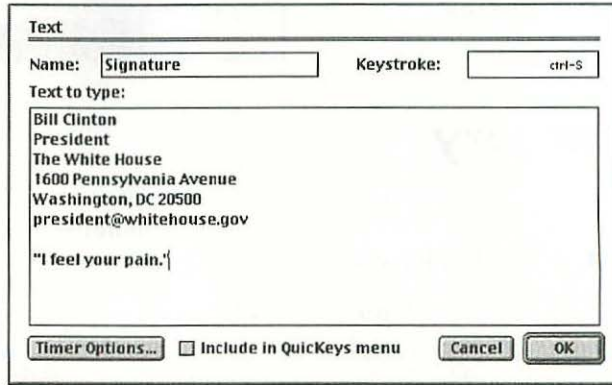 Text
Name: Signature Keystroke: ctrl-S
Text to type:
Bill Clinton
President
The White House
1600 Pennsylvania Avenue
Washington, DC 20500
president@whitehouse.gov
"I feel your pain."
Timer Options... Include in QuicKeys menu Cancel OK